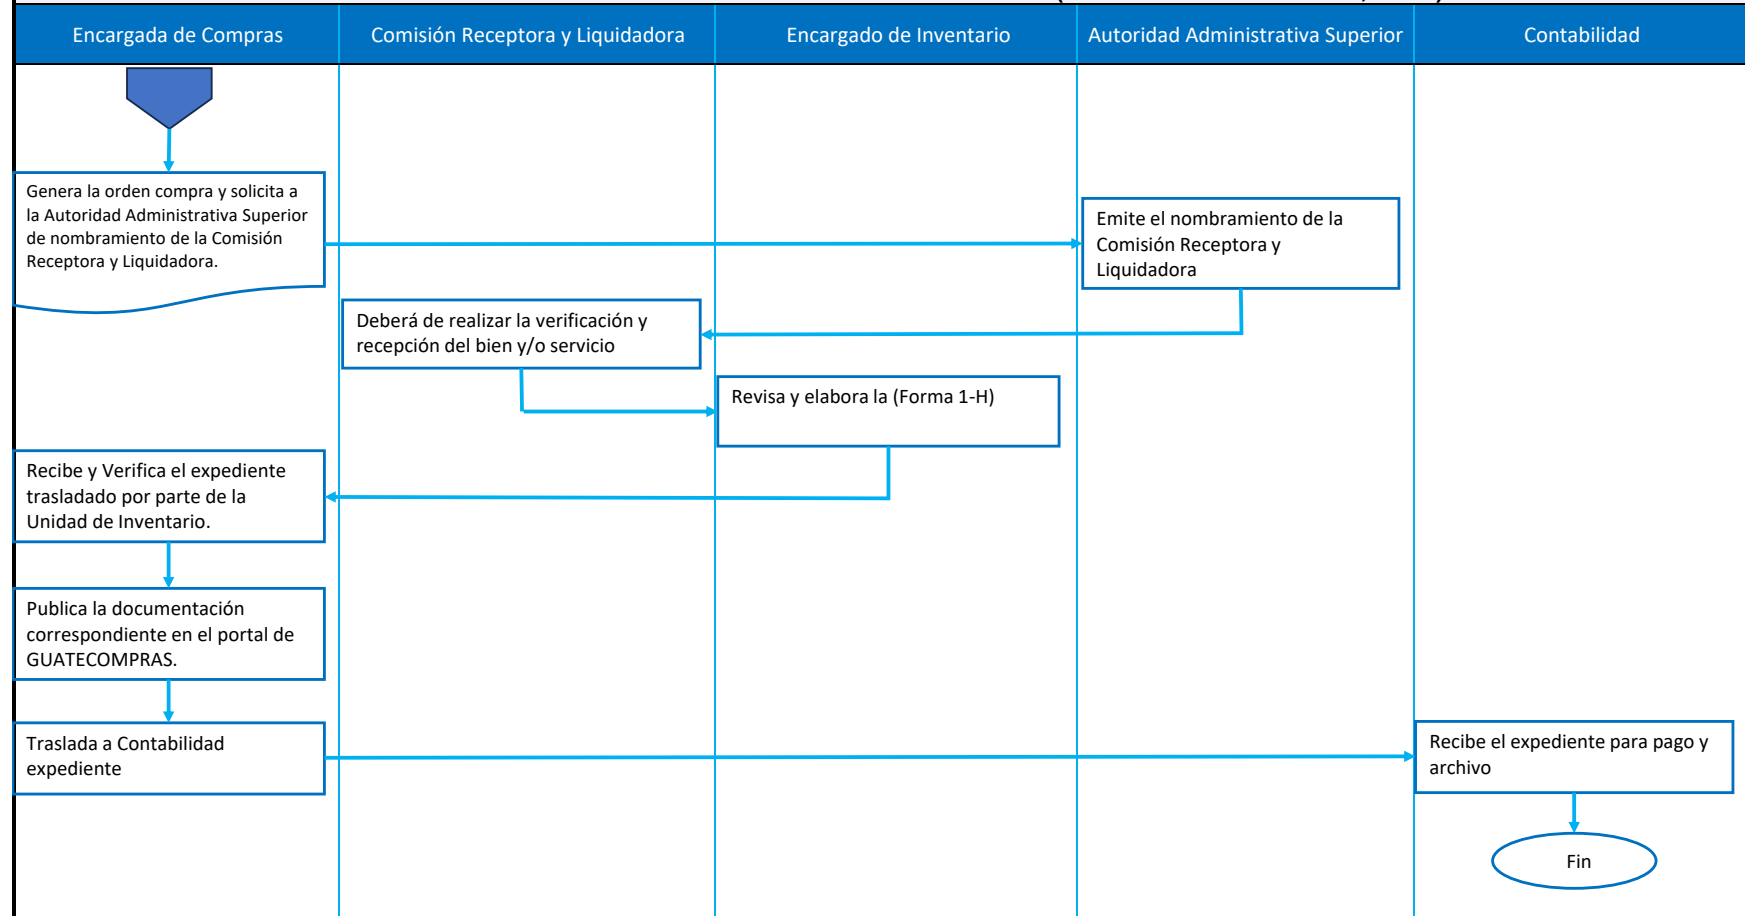 Encargada de Compras
Comisión Receptora y Liquidadora
Encargado de Inventario
Autoridad Administrativa Superior
Contabilidad
Genera la orden compra y solicita a
la Autoridad Administrativa Superior
de nombramiento de la Comisión
Receptora y Liquidadora.
Emite el nombramiento de la
Comisión Receptora y
Liquidadora
Deberá de realizar la verificación y
recepción del bien y/o servicio
Revisa y elabora la (Forma 1-H)
Recibe y Verifica el expediente
trasladado por parte de la
Unidad de Inventario.
Publica la documentación
correspondiente en el portal de
GUATECOMPRAS.
Traslada a Contabilidad
expediente
Recibe el expediente para pago y
archivo
Fin